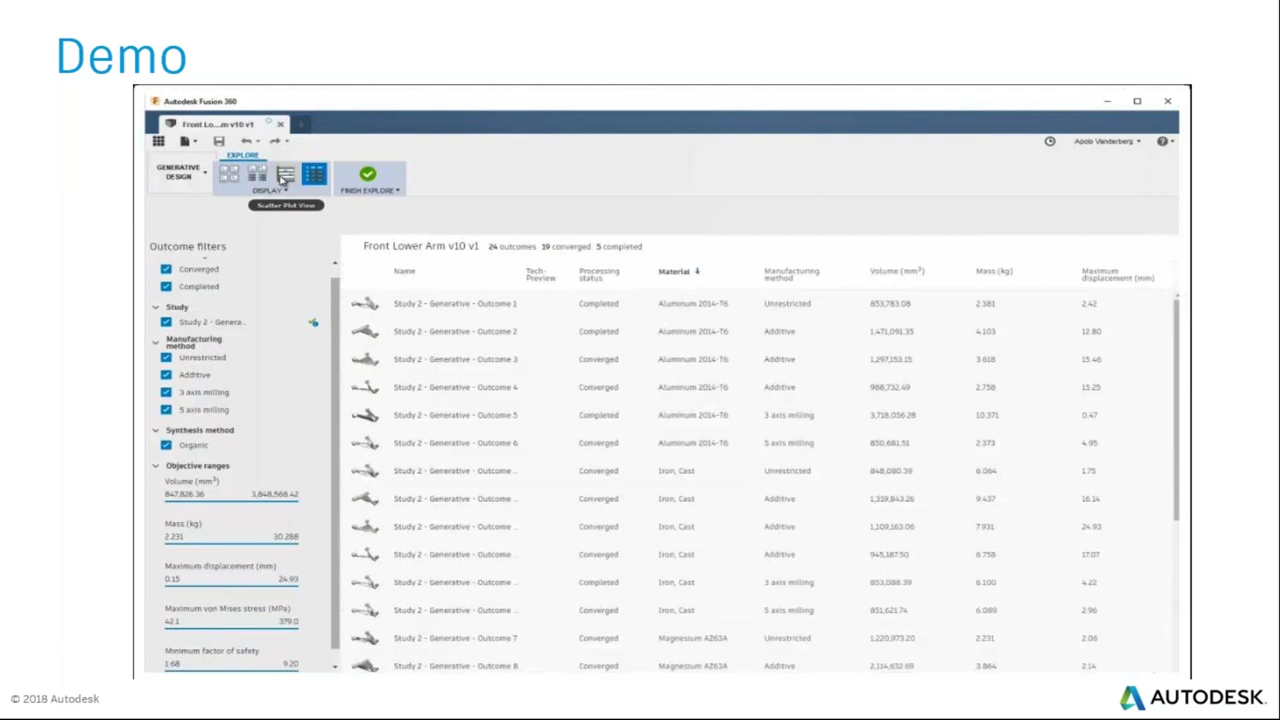 Demo
Autodesk Fusion 360
Front Lo...m v10 v1
Apolo Vanderberg
EXPLORE
GENERATIVE
DESIGN
DISPLAY
FINISH EXPLORE
Scatter Plot View
Outcome filters
Converged
Completed
Study
Study 2 - Genera...
Manufacturing
method
Unrestricted
Additive
3 axis milling
5 axis milling
Synthesis method
Organic
Objective ranges
Volume (mm³)
847,826.36 3,848,568.42
Mass (kg)
2.231 30.288
Maximum displacement (mm)
0.15 24.93
Maximum von Mises stress (MPa)
42.1 379.0
Minimum factor of safety
1.68 9.20
Front Lower Arm v10 v1 24 outcomes 19 converged 5 completed
Name Tech-Preview Processing status Material Manufacturing method Volume (mm³) Mass (kg) Maximum displacement (mm)
Study 2 - Generative - Outcome 1 Completed Aluminum 2014-T6 Unrestricted 853,783.08 2.381 2.42
Study 2 - Generative - Outcome 2 Completed Aluminum 2014-T6 Additive 1,471,091.35 4.103 12.80
Study 2 - Generative - Outcome 3 Converged Aluminum 2014-T6 Additive 1,297,153.15 3.618 15.46
Study 2 - Generative - Outcome 4 Converged Aluminum 2014-T6 Additive 988,732.49 2.758 15.25
Study 2 - Generative - Outcome 5 Completed Aluminum 2014-T6 3 axis milling 3,718,056.28 10.371 0.47
Study 2 - Generative - Outcome 6 Converged Aluminum 2014-T6 5 axis milling 850,681.51 2.373 4.95
Study 2 - Generative - Outcome ... Converged Iron, Cast Unrestricted 848,080.39 6.064 1.75
Study 2 - Generative - Outcome ... Converged Iron, Cast Additive 1,319,843.26 9.437 16.14
Study 2 - Generative - Outcome ... Converged Iron, Cast Additive 1,109,163.06 7.931 24.93
Study 2 - Generative - Outcome ... Converged Iron, Cast Additive 945,187.50 6.758 17.07
Study 2 - Generative - Outcome ... Completed Iron, Cast 3 axis milling 853,088.39 6.100 4.22
Study 2 - Generative - Outcome ... Converged Iron, Cast 5 axis milling 851,621.74 6.089 2.96
Study 2 - Generative - Outcome 7 Converged Magnesium AZ63A Unrestricted 1,220,973.20 2.231 2.06
Study 2 - Generative - Outcome 8 Converged Magnesium AZ63A Additive 2,114,632.69 3.864 2.14
© 2018 Autodesk
AUTODESK.